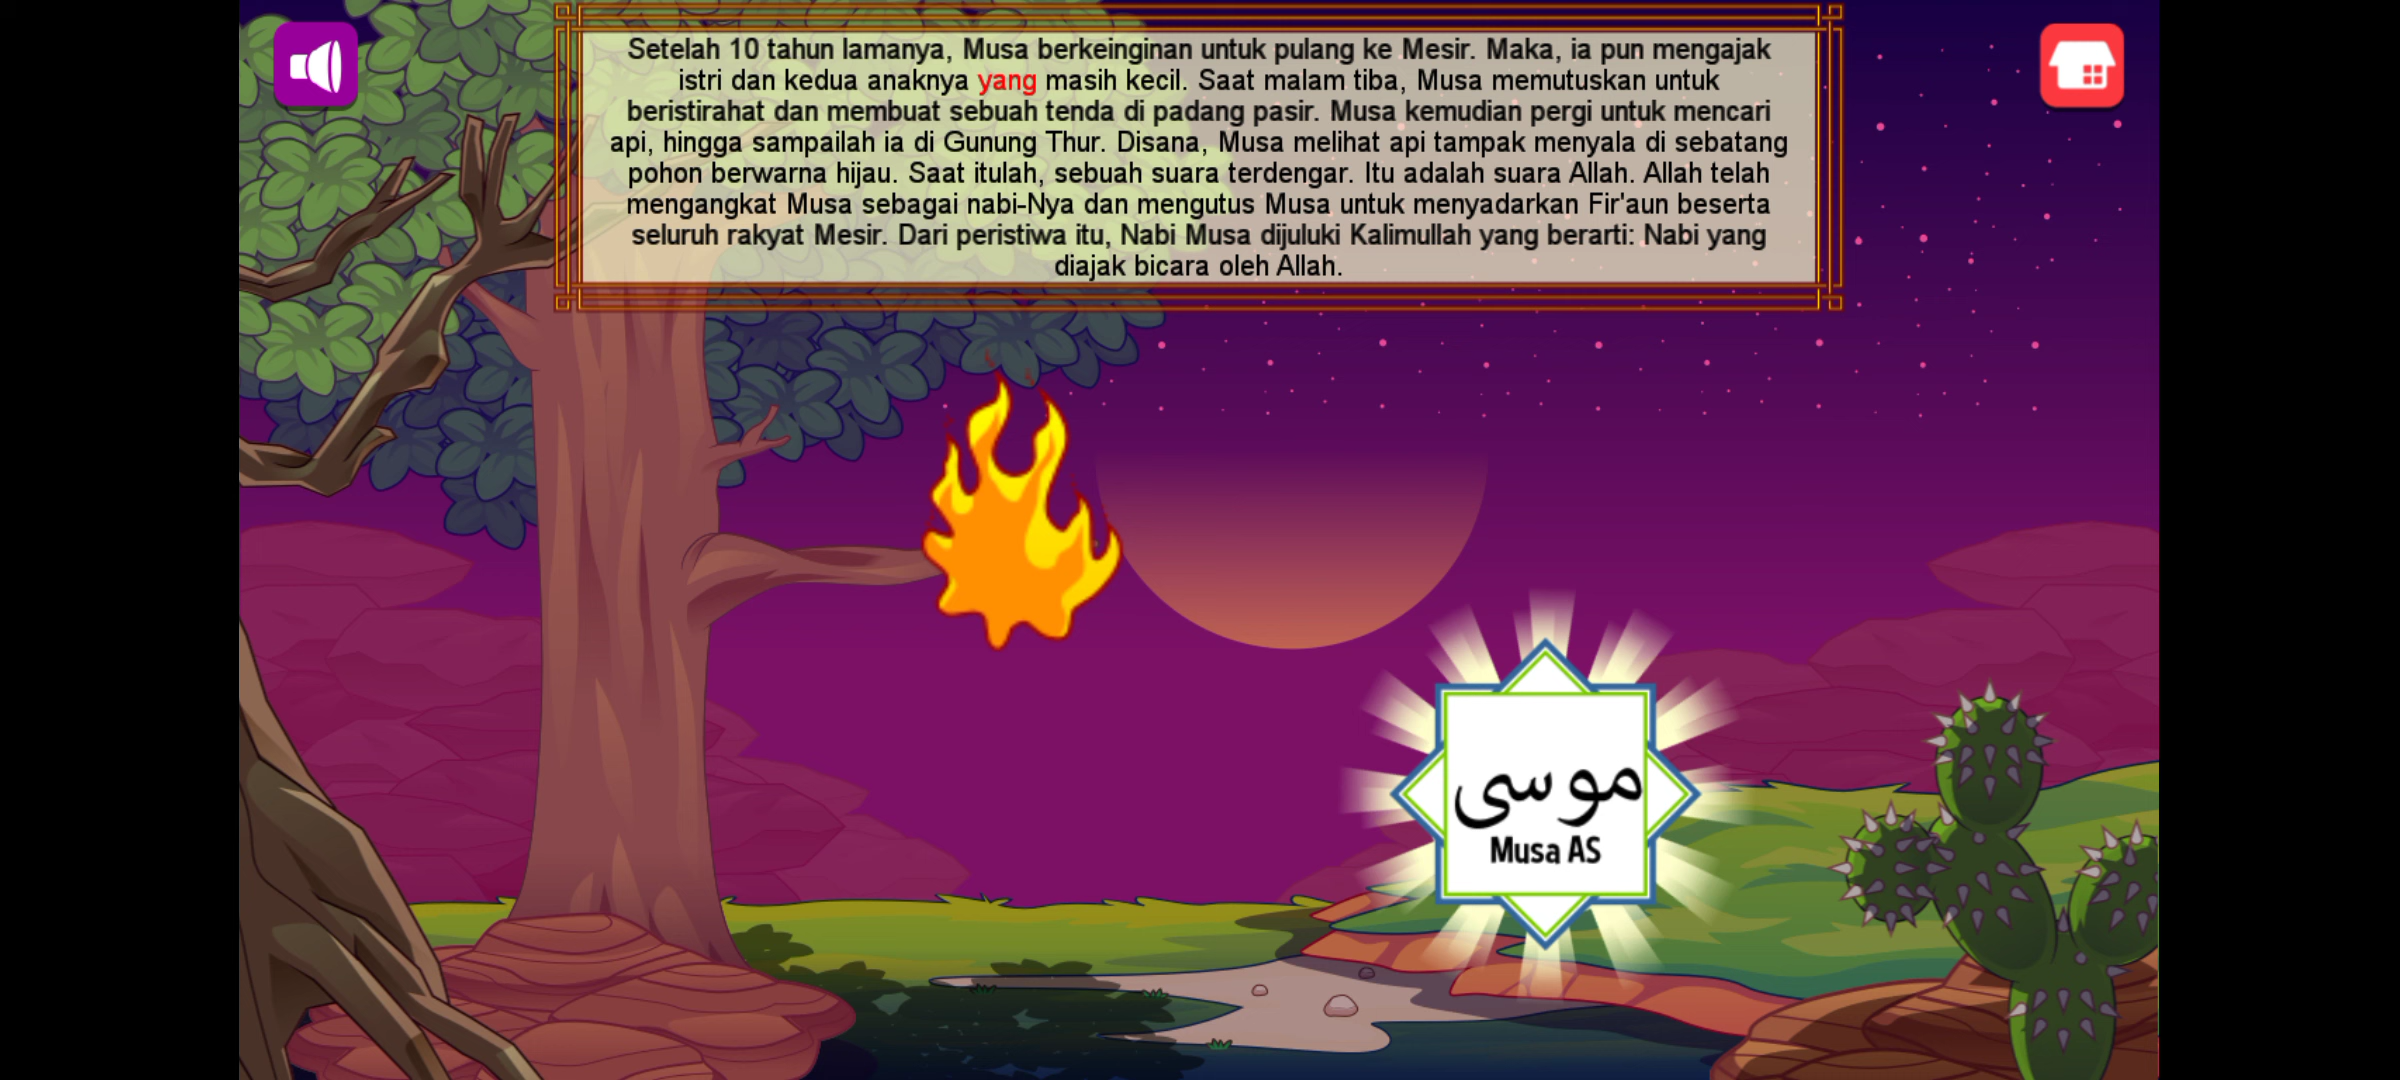 Setelah 10 tahun lamanya, Musa berkeinginan untuk pulang ke Mesir. Maka, ia pun mengajak
istri dan kedua anaknya yang masih kecil. Saat malam tiba, Musa memutuskan untuk
beristirahat dan membuat sebuah tenda di padang pasir. Musa kemudian pergi untuk mencari
api, hingga sampailah ia di Gunung Thur. Disana, Musa melihat api tampak menyala di sebatang
pohon berwarna hijau. Saat itulah, sebuah suara terdengar. Itu adalah suara Allah. Allah telah
mengangkat Musa sebagai nabi-Nya dan mengutus Musa untuk menyadarkan Fir'aun beserta
seluruh rakyat Mesir. Dari peristiwa itu, Nabi Musa dijuluki Kalimullah yang berarti: Nabi yang
diajak bicara oleh Allah.
موسى
Musa AS